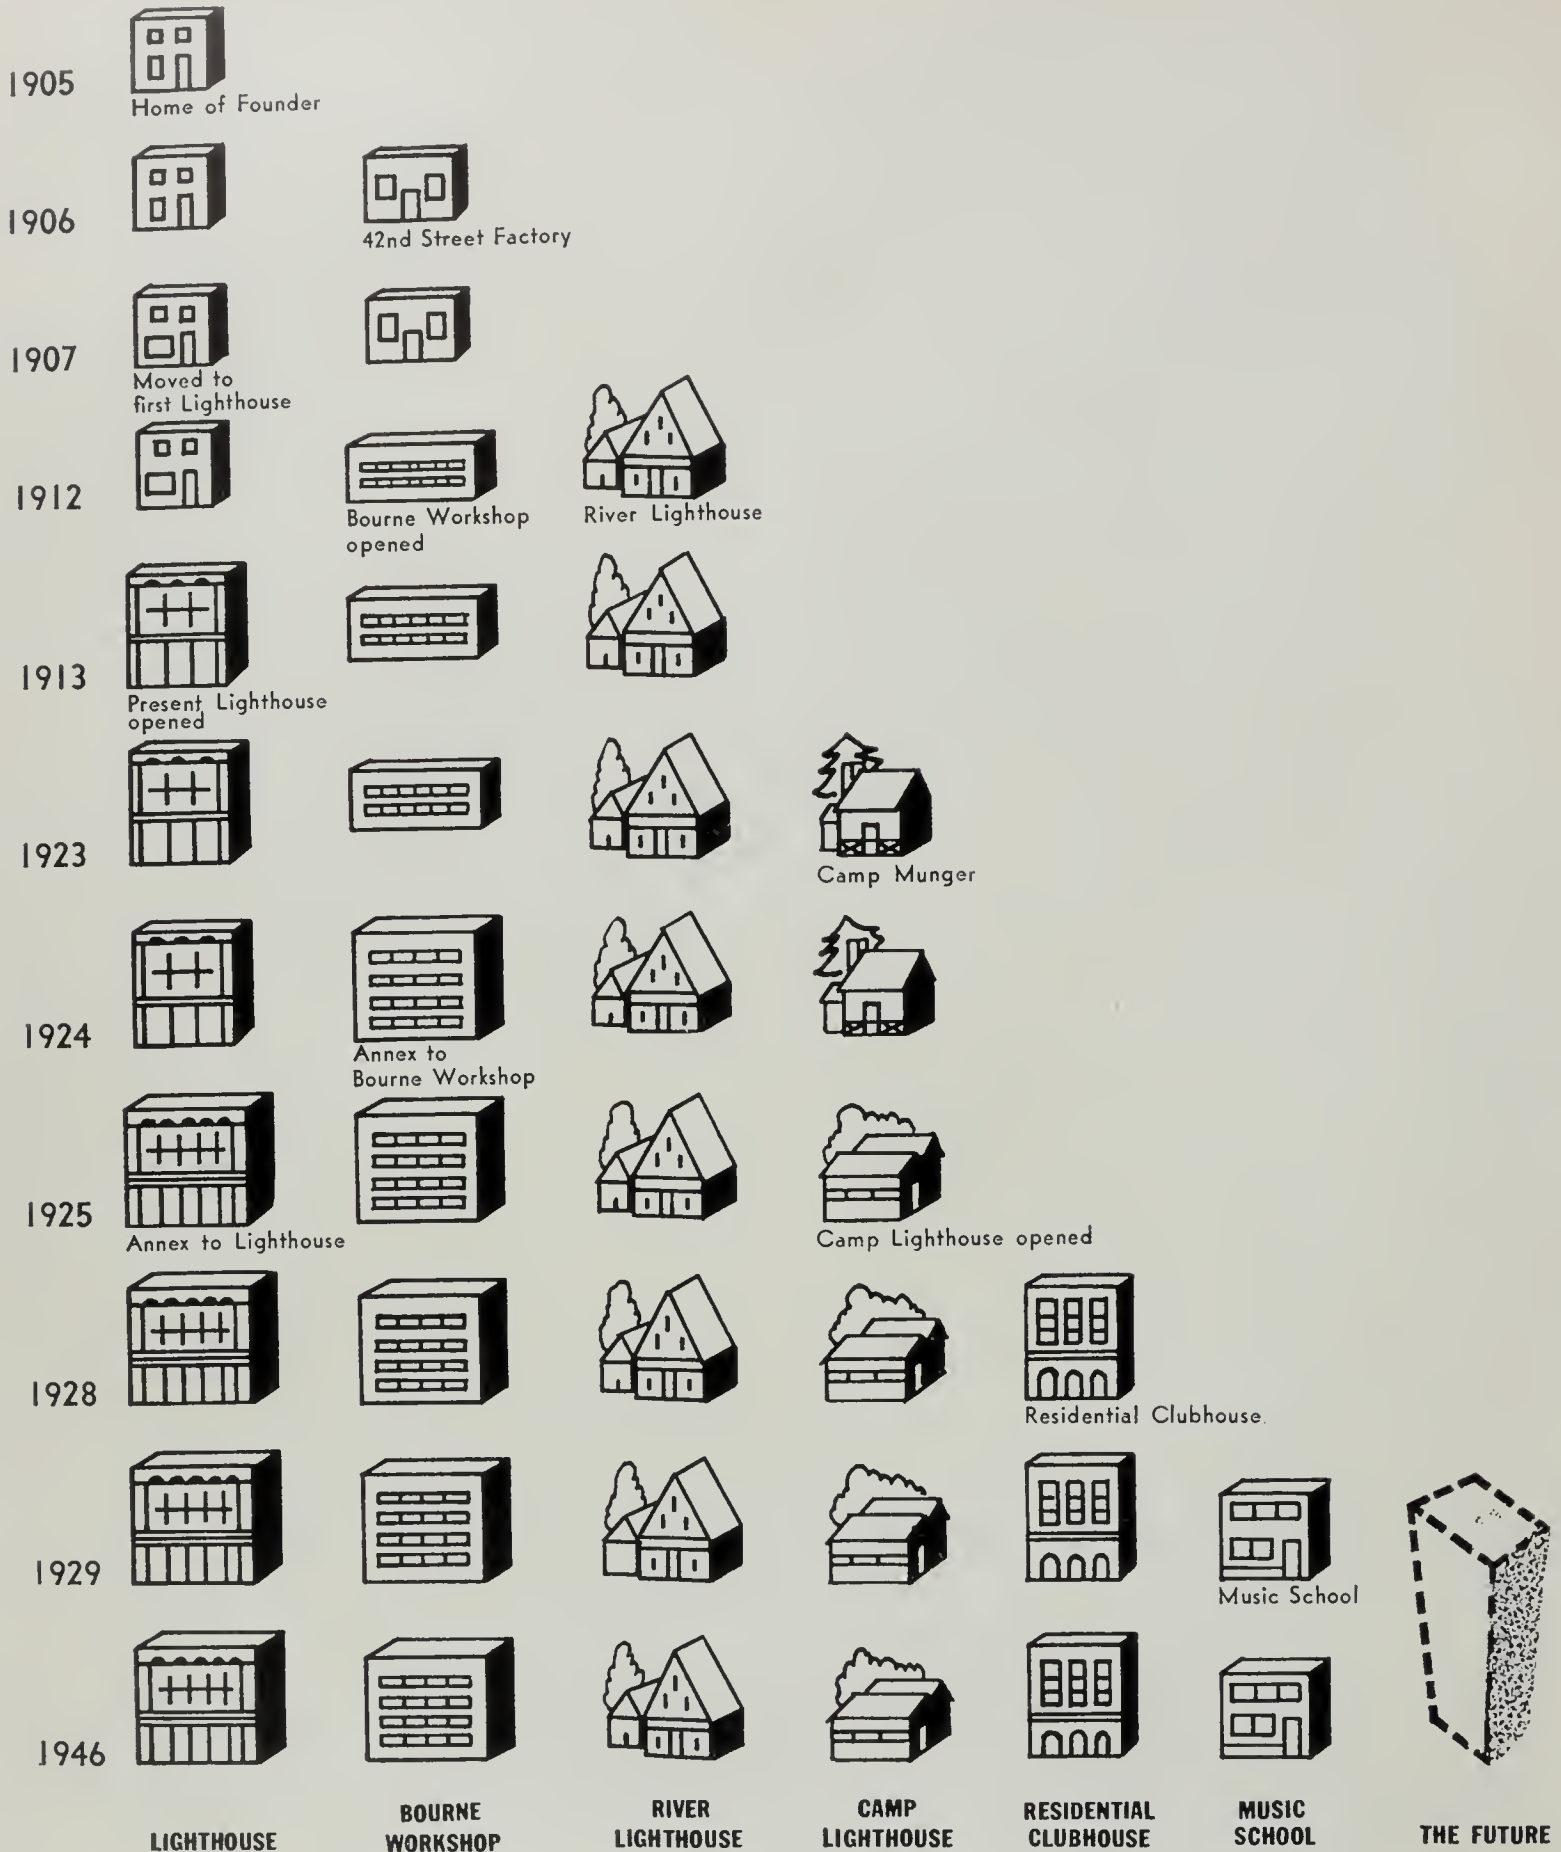 1905
Home of Founder
1906
42nd Street Factory
1907
Moved to
first Lighthouse
1912
Bourne Workshop
opened
River Lighthouse
1913
Present Lighthouse
opened
1923
Camp Munger
1924
Annex to
Bourne Workshop
1925
Annex to Lighthouse
Camp Lighthouse opened
1928
Residential Clubhouse.
1929
Music School
1946
LIGHTHOUSE
BOURNE
WORKSHOP
RIVER
LIGHTHOUSE
CAMP
LIGHTHOUSE
RESIDENTIAL
CLUBHOUSE
MUSIC
SCHOOL
THE FUTURE